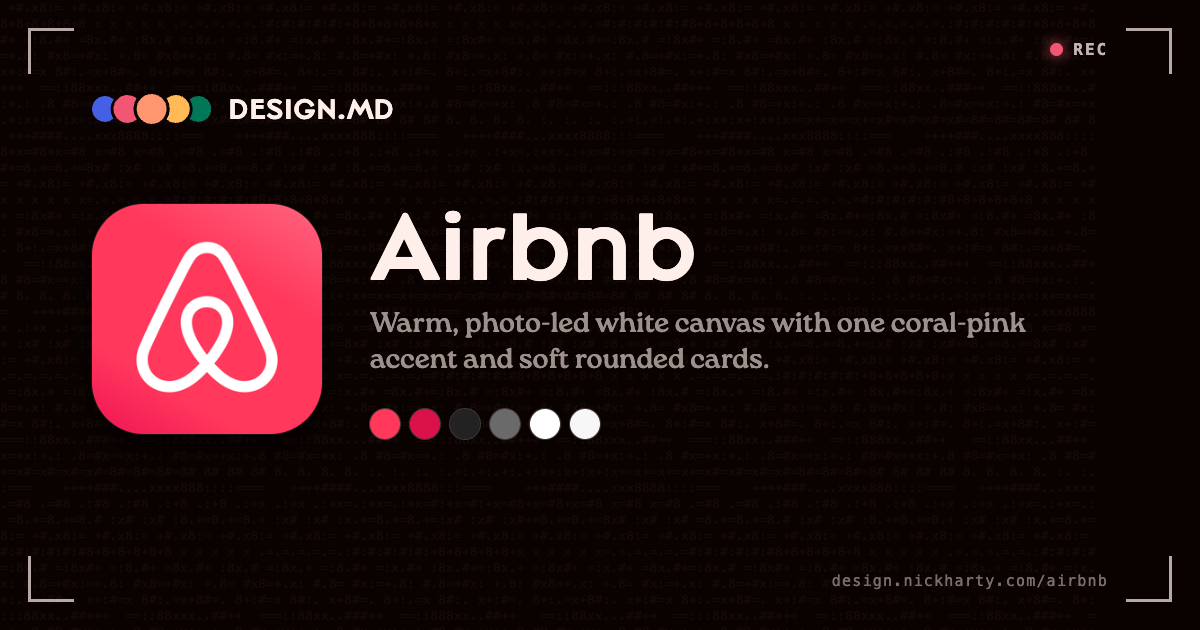 REC
DESIGN.MD
Airbnb
Warm, photo-led white canvas with one coral-pink
accent and soft rounded cards.
design.nickharty.com/airbnb